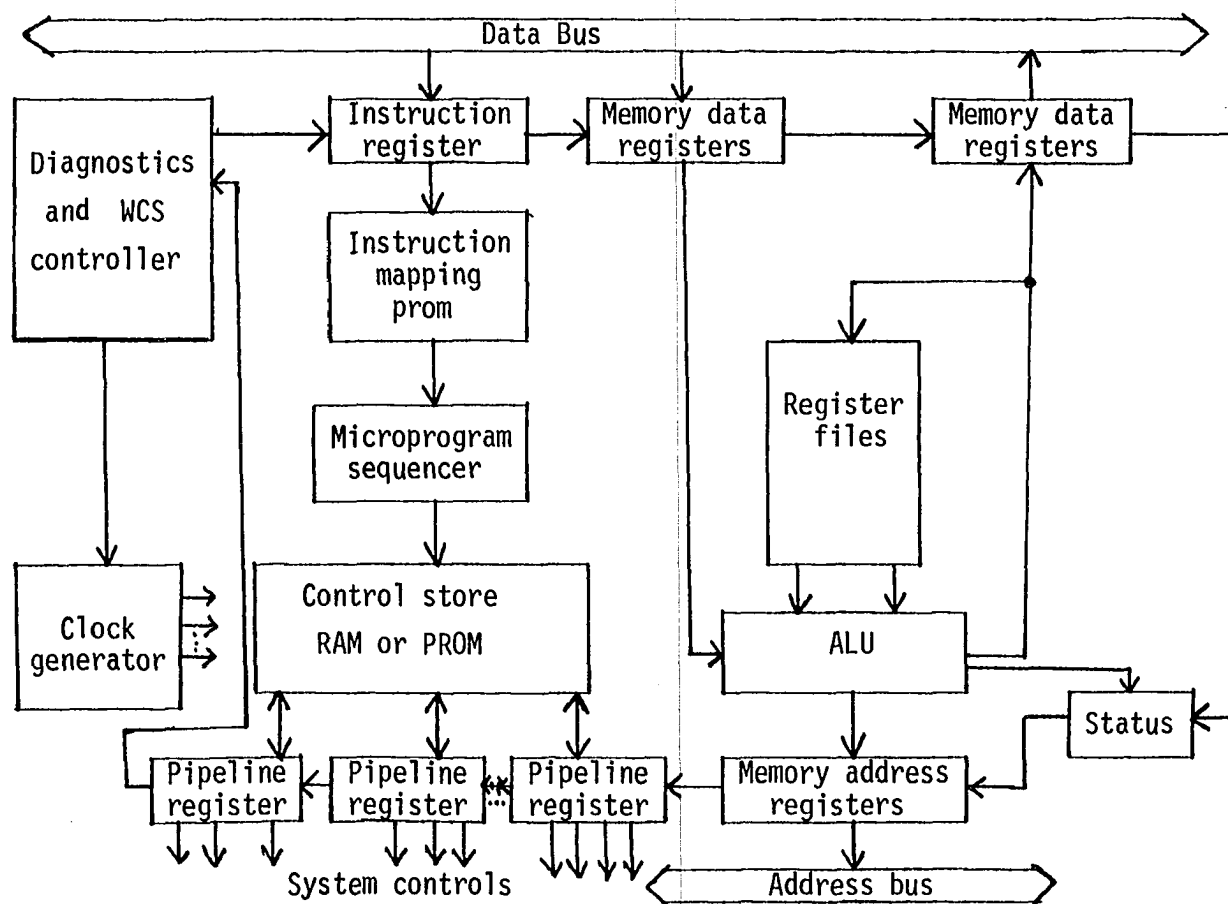 Data Bus
Instruction
register
Memory data
registers
Memory data
registers
Diagnostics
and WCS
controller
Instruction
mapping
prom
Register
files
Microprogram
sequencer
Control store
RAM or PROM
Clock
generator
ALU
Status
Pipeline
register
Pipeline
register
Pipeline
register
Memory address
registers
System controls
Address bus